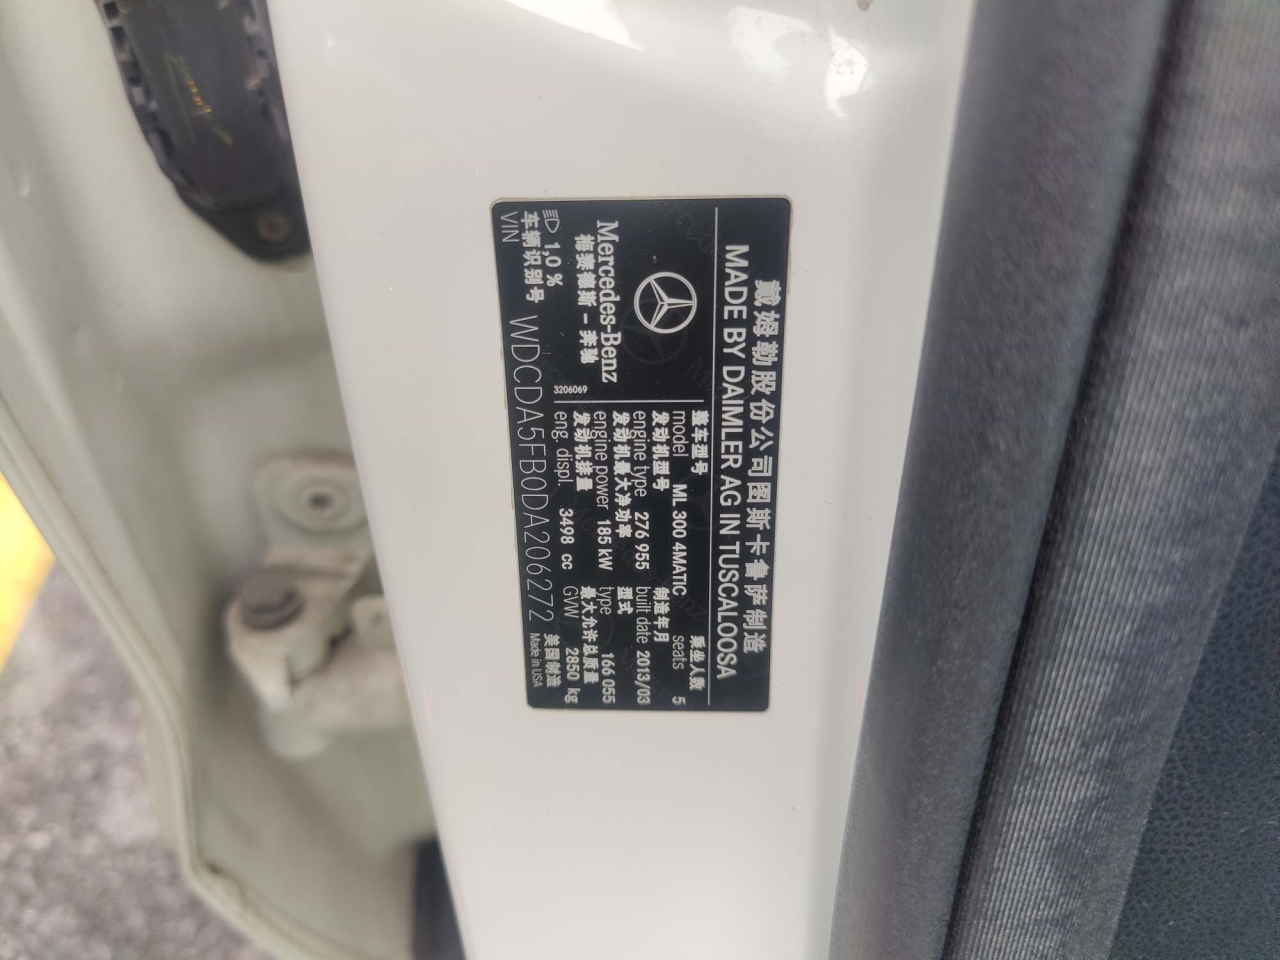 戴姆勒股份公司图斯卡鲁萨制造
MADE BY DAIMLER AG IN TUSCALOOSA
Mercedes-Benz
梅赛德斯-奔驰
1,0 %
3206069
整车型号
model ML 300 4MATIC
乘坐人数
seats 5
发动机型号
engine type 276 955
制造年月
built date 2013/03
发动机最大净功率
engine power 185 kW
型式
type 166 055
发动机排量
eng. displ. 3498 cc
最大允许总质量
GVW 2850 kg
车辆识别号
VIN WDCDA5FB0DA206272
美国制造
Made in USA